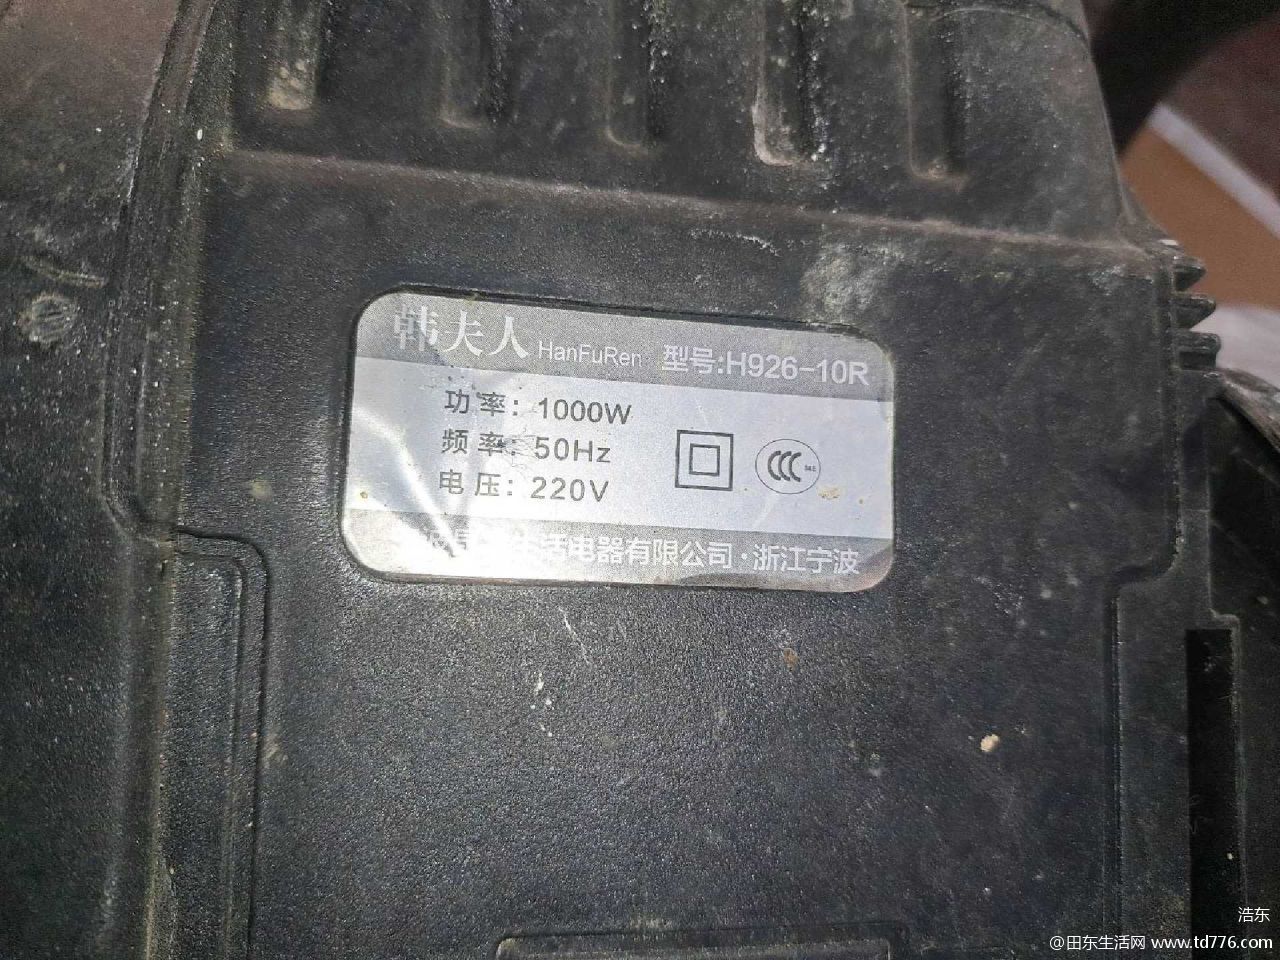 韩夫人 HanFuRen 型号:H926-10R
功率：1000W
频率：50Hz
电压：220V
CCC
生活电器有限公司·浙江宁波
浩东
@田东生活网 www.td776.com